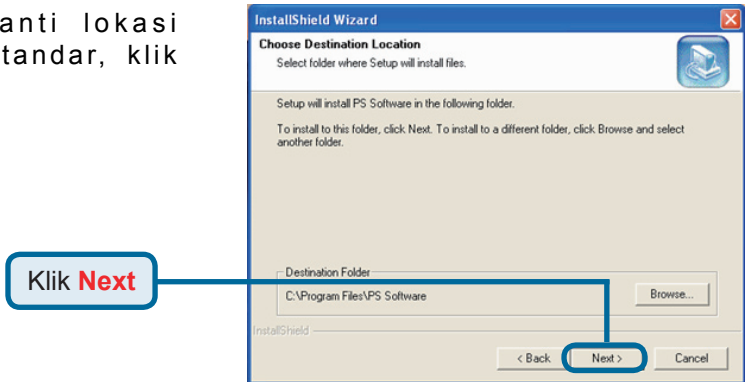 anti lokasi
tandar, klik
InstallShield Wizard
Choose Destination Location
Select folder where Setup will install files.
Setup will install PS Software in the following folder.
To install to this folder, click Next. To install to a different folder, click Browse and select
another folder.
Klik Next
Destination Folder
C:\Program Files\PS Software
Browse...
InstallShield
< Back
Next >
Cancel